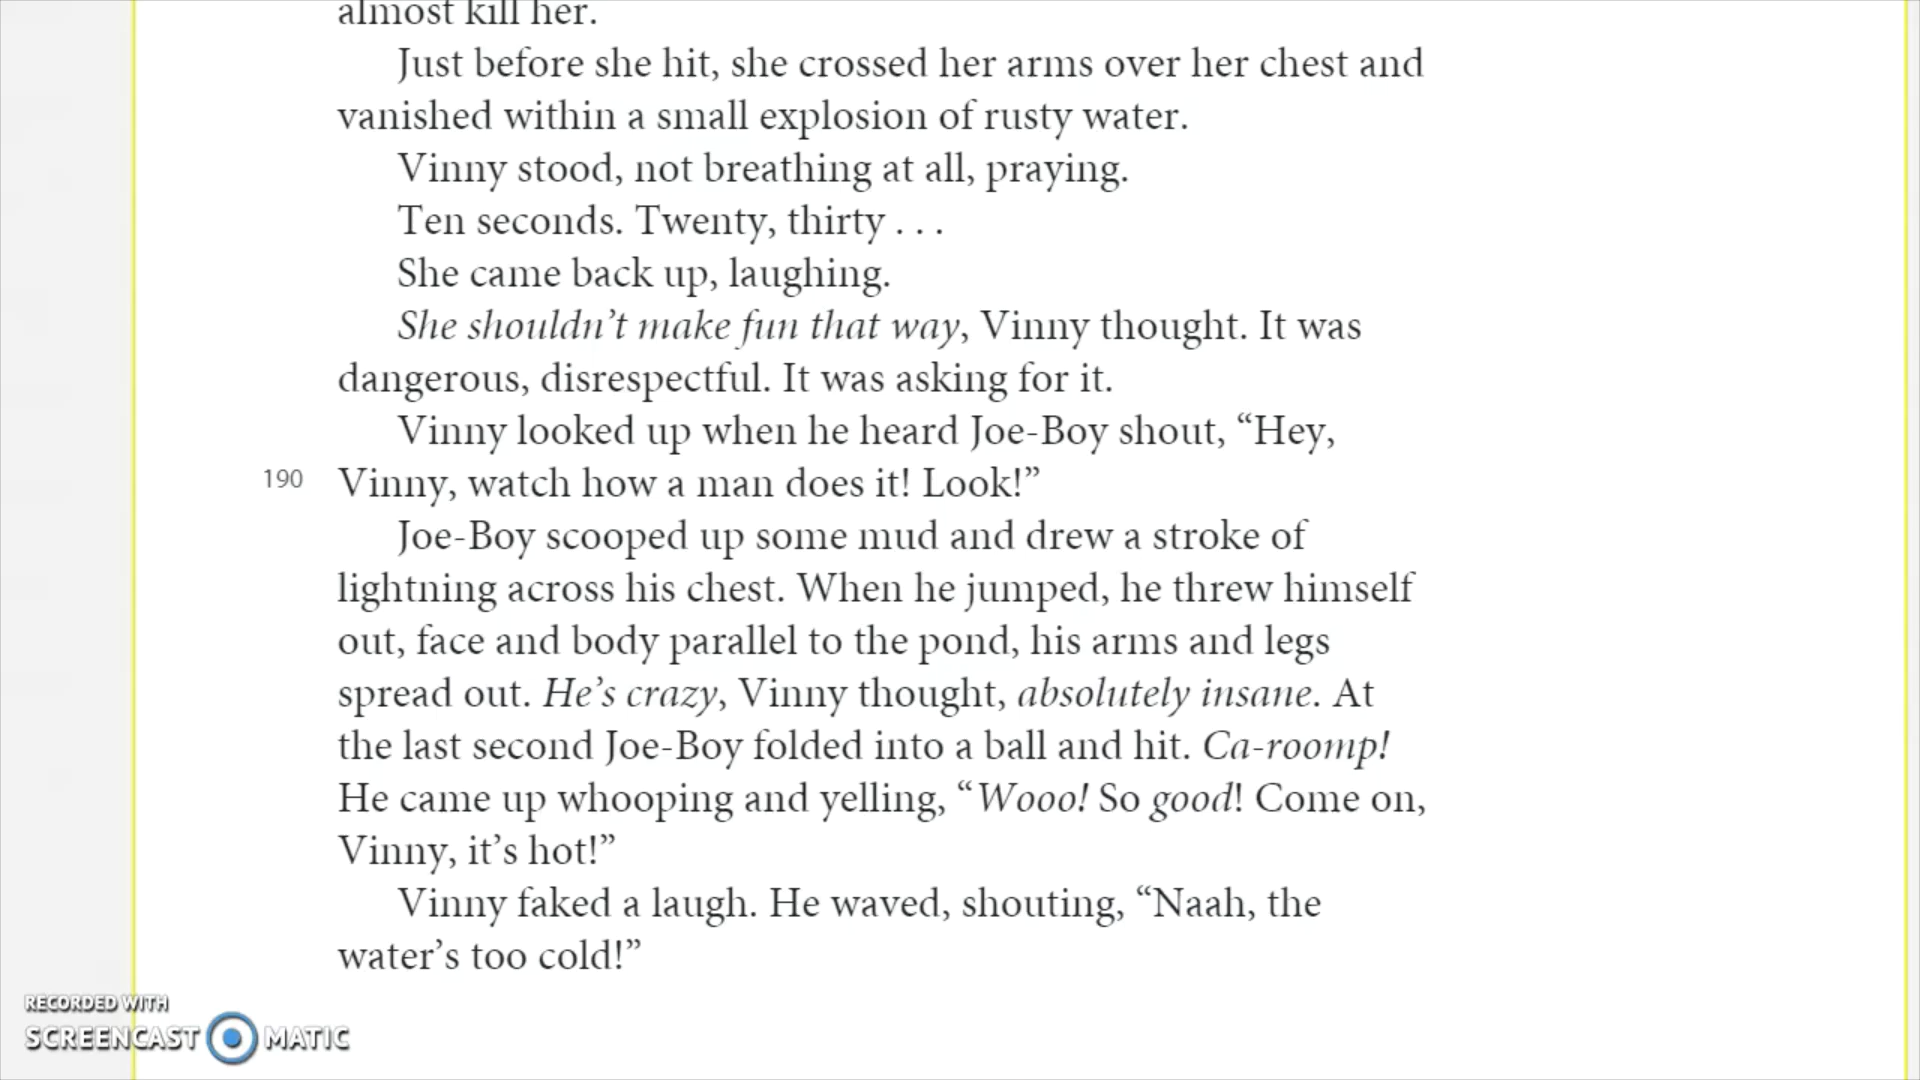 almost kill her.
Just before she hit, she crossed her arms over her chest and
vanished within a small explosion of rusty water.
Vinny stood, not breathing at all, praying.
Ten seconds. Twenty, thirty . . .
She came back up, laughing.
She shouldn’t make fun that way, Vinny thought. It was
dangerous, disrespectful. It was asking for it.
Vinny looked up when he heard Joe-Boy shout, “Hey,
190 Vinny, watch how a man does it! Look!”
Joe-Boy scooped up some mud and drew a stroke of
lightning across his chest. When he jumped, he threw himself
out, face and body parallel to the pond, his arms and legs
spread out. He’s crazy, Vinny thought, absolutely insane. At
the last second Joe-Boy folded into a ball and hit. Ca-roomp!
He came up whooping and yelling, “Wooo! So good! Come on,
Vinny, it’s hot!”
Vinny faked a laugh. He waved, shouting, “Naah, the
water’s too cold!”
RECORDED WITH
SCREENCAST MATIC